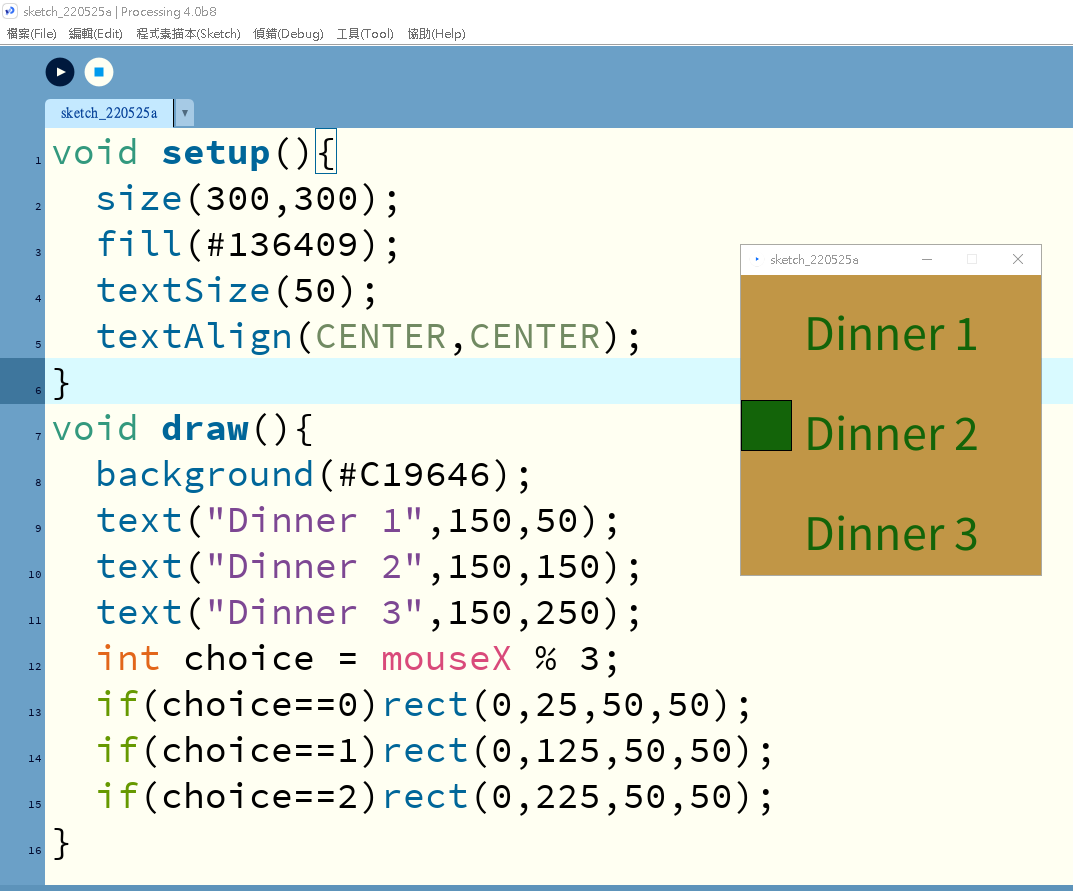 sketch_220525a | Processing 4.0b8
檔案(File) 編輯(Edit) 程式素描本(Sketch) 偵錯(Debug) 工具(Tool) 協助(Help)
sketch_220525a
1 void setup(){
2 size(300,300);
3 fill(#136409);
4 textSize(50);
5 textAlign(CENTER,CENTER);
6 }
7 void draw(){
8 background(#C19646);
9 text("Dinner 1",150,50);
10 text("Dinner 2",150,150);
11 text("Dinner 3",150,250);
12 int choice = mouseX % 3;
13 if(choice==0)rect(0,25,50,50);
14 if(choice==1)rect(0,125,50,50);
15 if(choice==2)rect(0,225,50,50);
16 }
sketch_220525a
Dinner 1
Dinner 2
Dinner 3